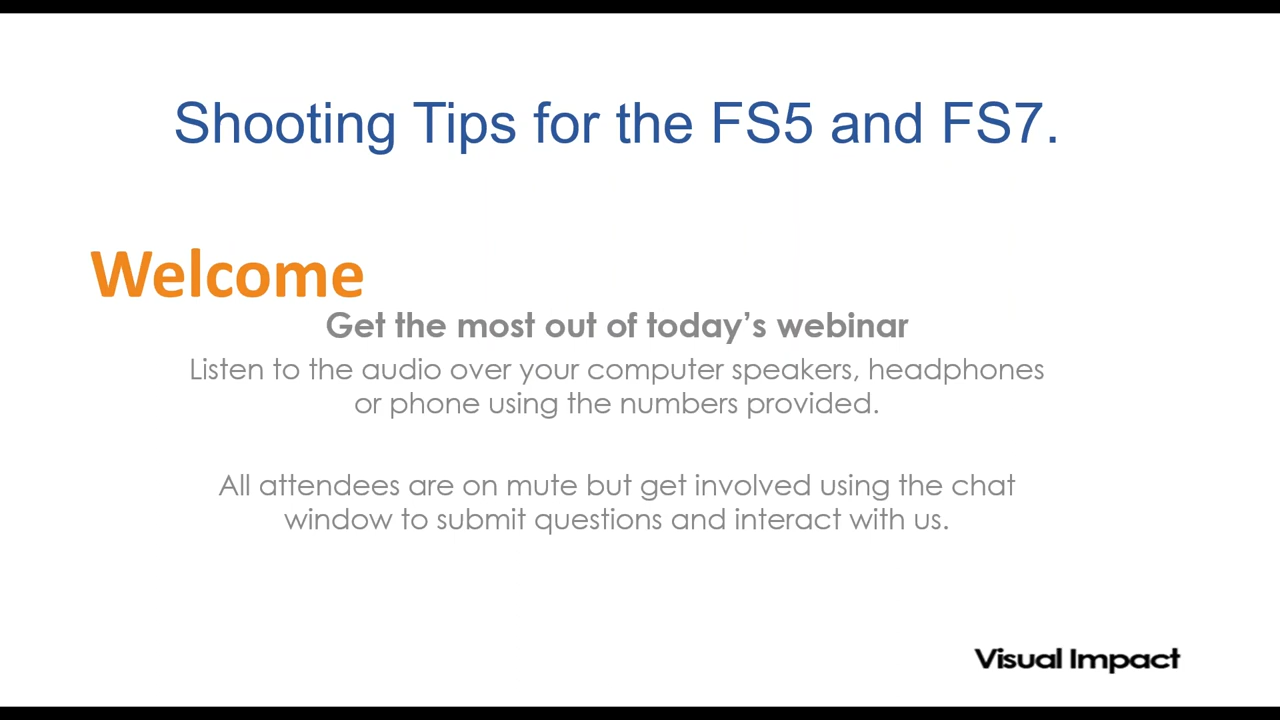 Shooting Tips for the FS5 and FS7.
Welcome
Get the most out of today’s webinar
Listen to the audio over your computer speakers, headphones
or phone using the numbers provided.
All attendees are on mute but get involved using the chat
window to submit questions and interact with us.
Visual Impact